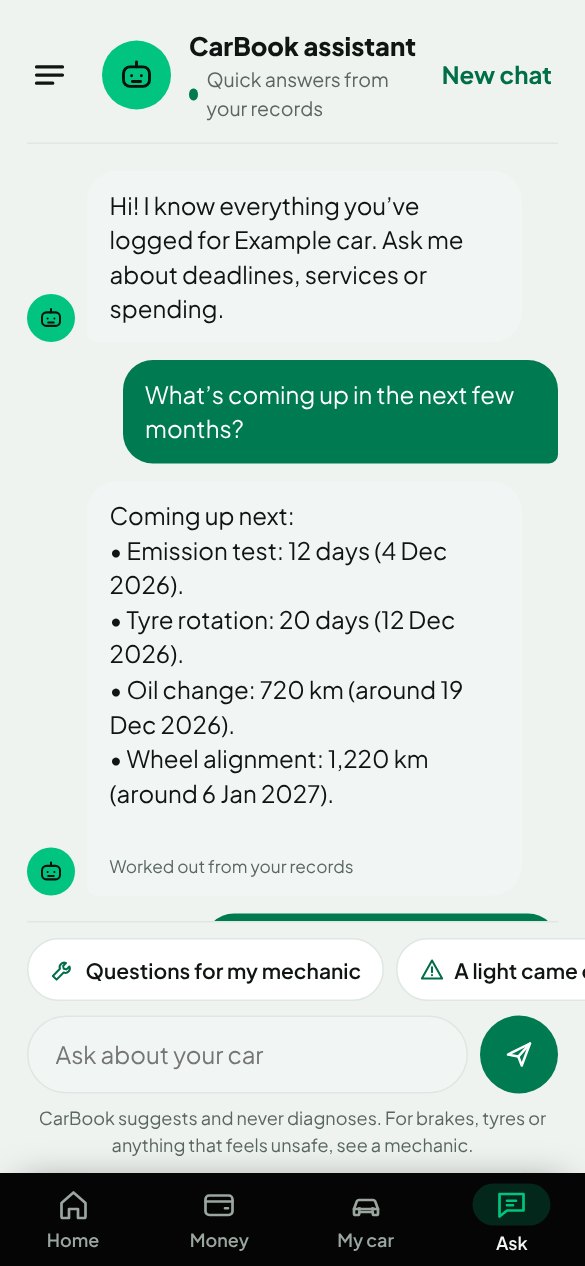 CarBook assistant
Quick answers from
your records
New chat
Hi! I know everything you’ve
logged for Example car. Ask me
about deadlines, services or
spending.
What’s coming up in the next few
months?
Coming up next:
• Emission test: 12 days (4 Dec
2026).
• Tyre rotation: 20 days (12 Dec
2026).
• Oil change: 720 km (around 19
Dec 2026).
• Wheel alignment: 1,220 km
(around 6 Jan 2027).
Worked out from your records
Questions for my mechanic
A light came
Ask about your car
CarBook suggests and never diagnoses. For brakes, tyres or
anything that feels unsafe, see a mechanic.
Home
Money
My car
Ask